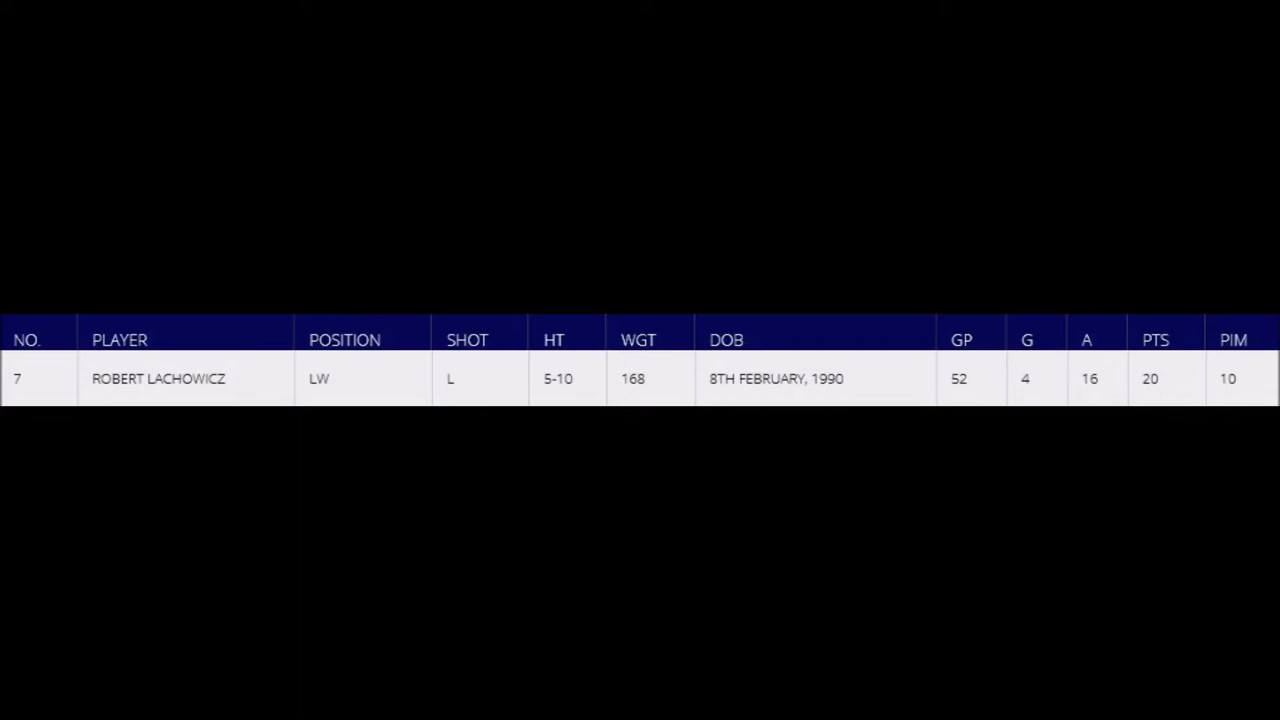 NO. PLAYER POSITION SHOT HT WGT DOB GP G A PTS PIM
7 ROBERT LACHOWICZ LW L 5-10 168 8TH FEBRUARY, 1990 52 4 16 20 10